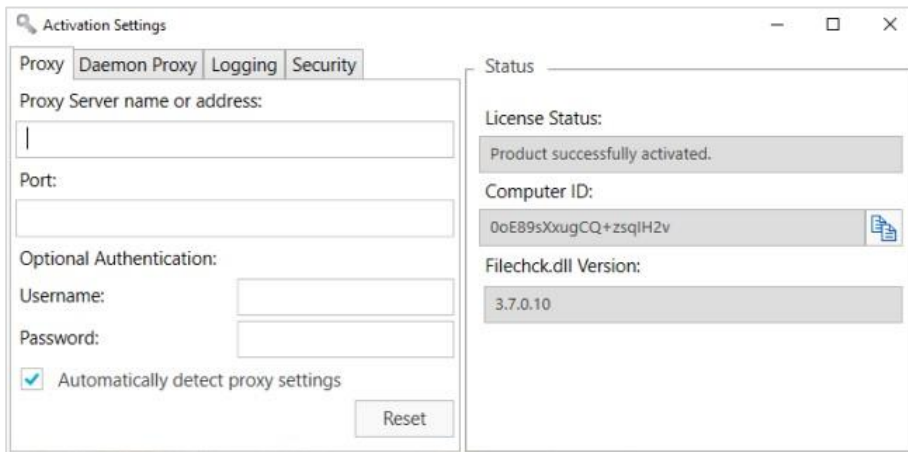 Activation Settings
Proxy Daemon Proxy Logging Security
Proxy Server name or address:
Port:
Optional Authentication:
Username:
Password:
Automatically detect proxy settings
Reset
Status
License Status:
Product successfully activated.
Computer ID:
0oE89sXxugCQ+zsqIH2v
Filechck.dll Version:
3.7.0.10